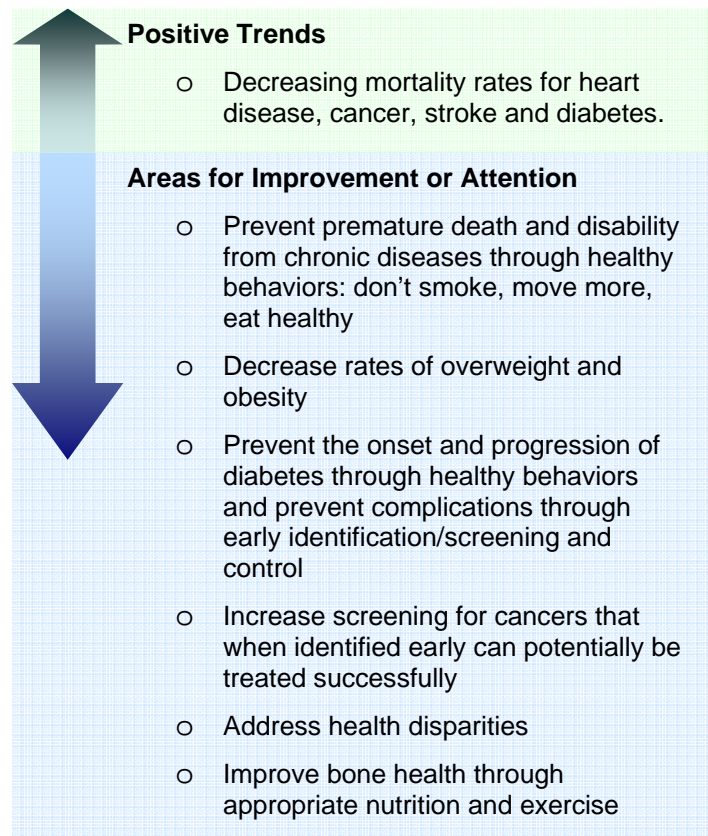 Positive Trends
o Decreasing mortality rates for heart
disease, cancer, stroke and diabetes.
Areas for Improvement or Attention
o Prevent premature death and disability
from chronic diseases through healthy
behaviors: don’t smoke, move more,
eat healthy
o Decrease rates of overweight and
obesity
o Prevent the onset and progression of
diabetes through healthy behaviors
and prevent complications through
early identification/screening and
control
o Increase screening for cancers that
when identified early can potentially be
treated successfully
o Address health disparities
o Improve bone health through
appropriate nutrition and exercise